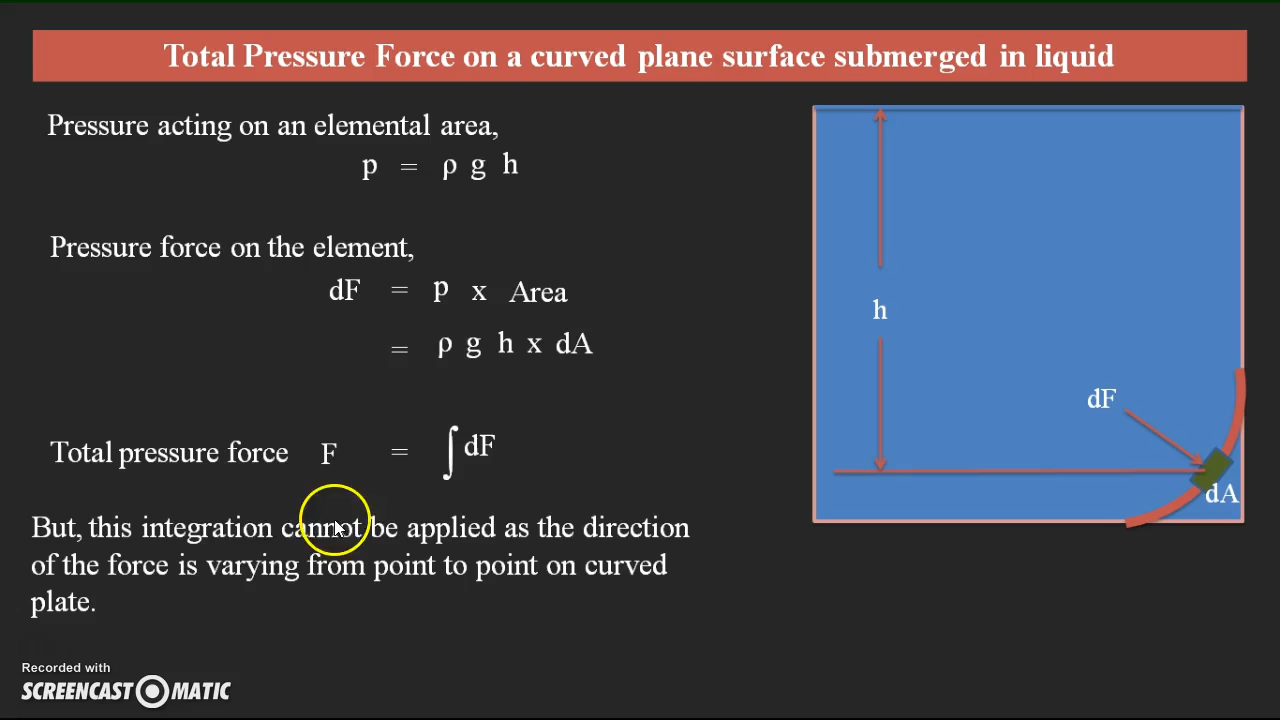 Total Pressure Force on a curved plane surface submerged in liquid
Pressure acting on an elemental area,
p = ρ g h
Pressure force on the element,
dF = p x Area
= ρ g h x dA
Total pressure force F = ∫ dF
But, this integration cannot be applied as the direction
of the force is varying from point to point on curved
plate.
h
dF
dA
Recorded with
SCREENCAST O MATIC